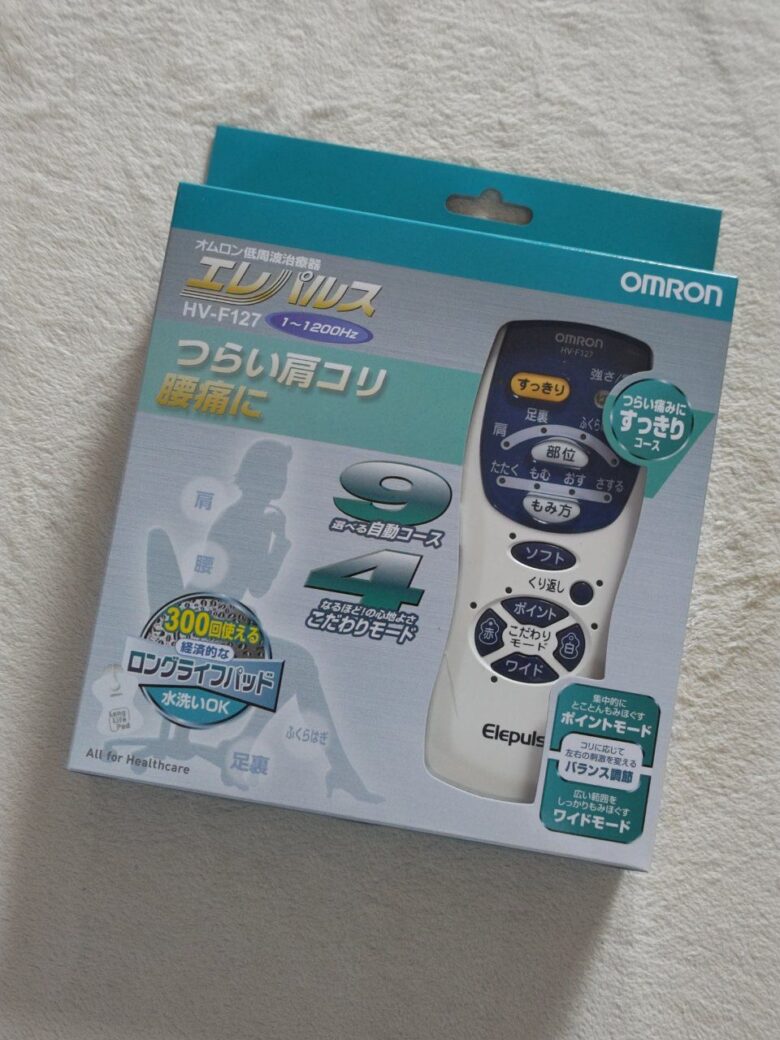 オムロン低周波治療器
エレパルス
HV-F127
1～1200Hz
OMRON
つらい肩コリ
腰痛に
肩
腰
9
選べる自動コース
4
なるほど!の心地よさ
こだわりモード
300回使える
経済的な
ロングライフパッド
水洗いOK
Long
Life
Pad
ふくらはぎ
足裏
All for Healthcare
OMRON
HV-F127
強さ/
すっきり
つらい痛みに
すっきり
コース
足裏
肩
ふくら
部位
たたく もむ おす さする
もみ方
ソフト
くり返し
ポイント
赤
こだわり
モード
白
ワイド
Elepuls
集中的に
とことんもみほぐす
ポイントモード
コリに応じて
左右の刺激を変える
バランス調節
広い範囲を
しっかりもみほぐす
ワイドモード